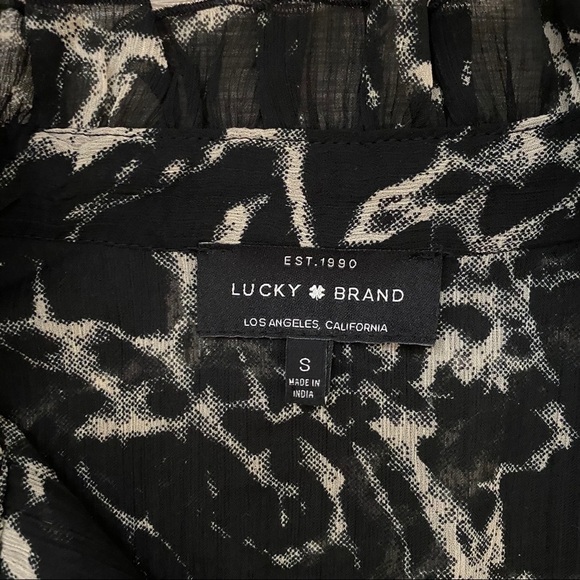 EST.1990
LUCKY BRAND
LOS ANGELES, CALIFORNIA
S
MADE IN
INDIA